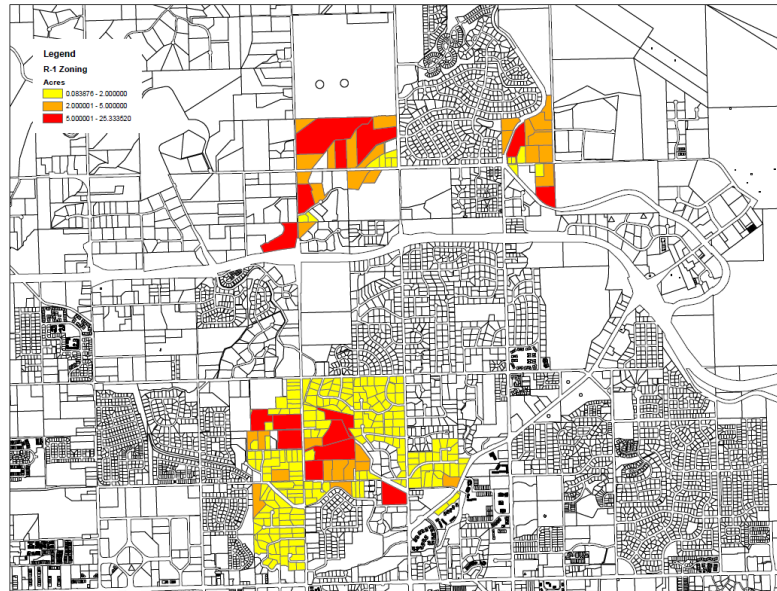 Legend
R-1 Zoning
Acres
0.083676 - 2.000000
2.000001 - 5.000000
5.000001 - 25.333520